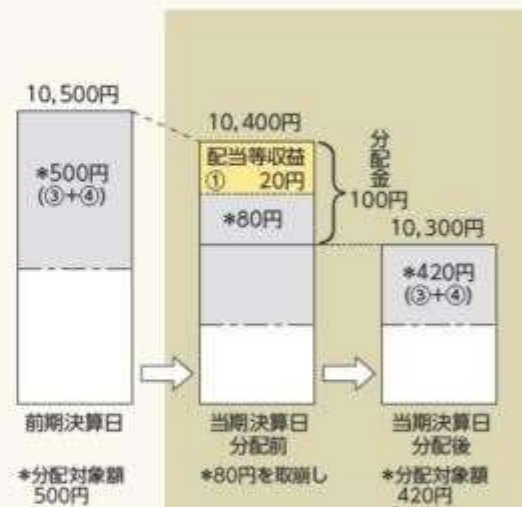 10,500円
*500円
(③+④)
前期決算日
*分配対象額
500円
10,400円
配当等収益
① 20円
*80円
分配金
100円
当期決算日
分配前
*80円を取崩し
10,300円
*420円
(③+④)
当期決算日
分配後
*分配対象額
420円